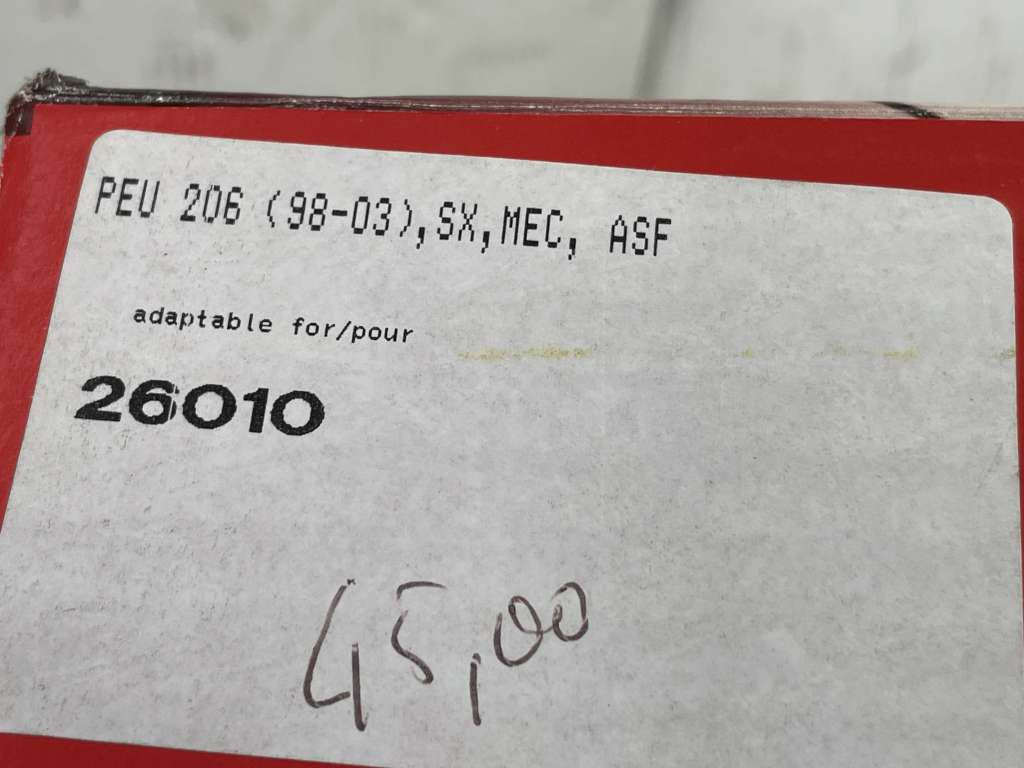 PEU 206 (98-03),SX,MEC, ASF
adaptable for/pour
26010
45,00